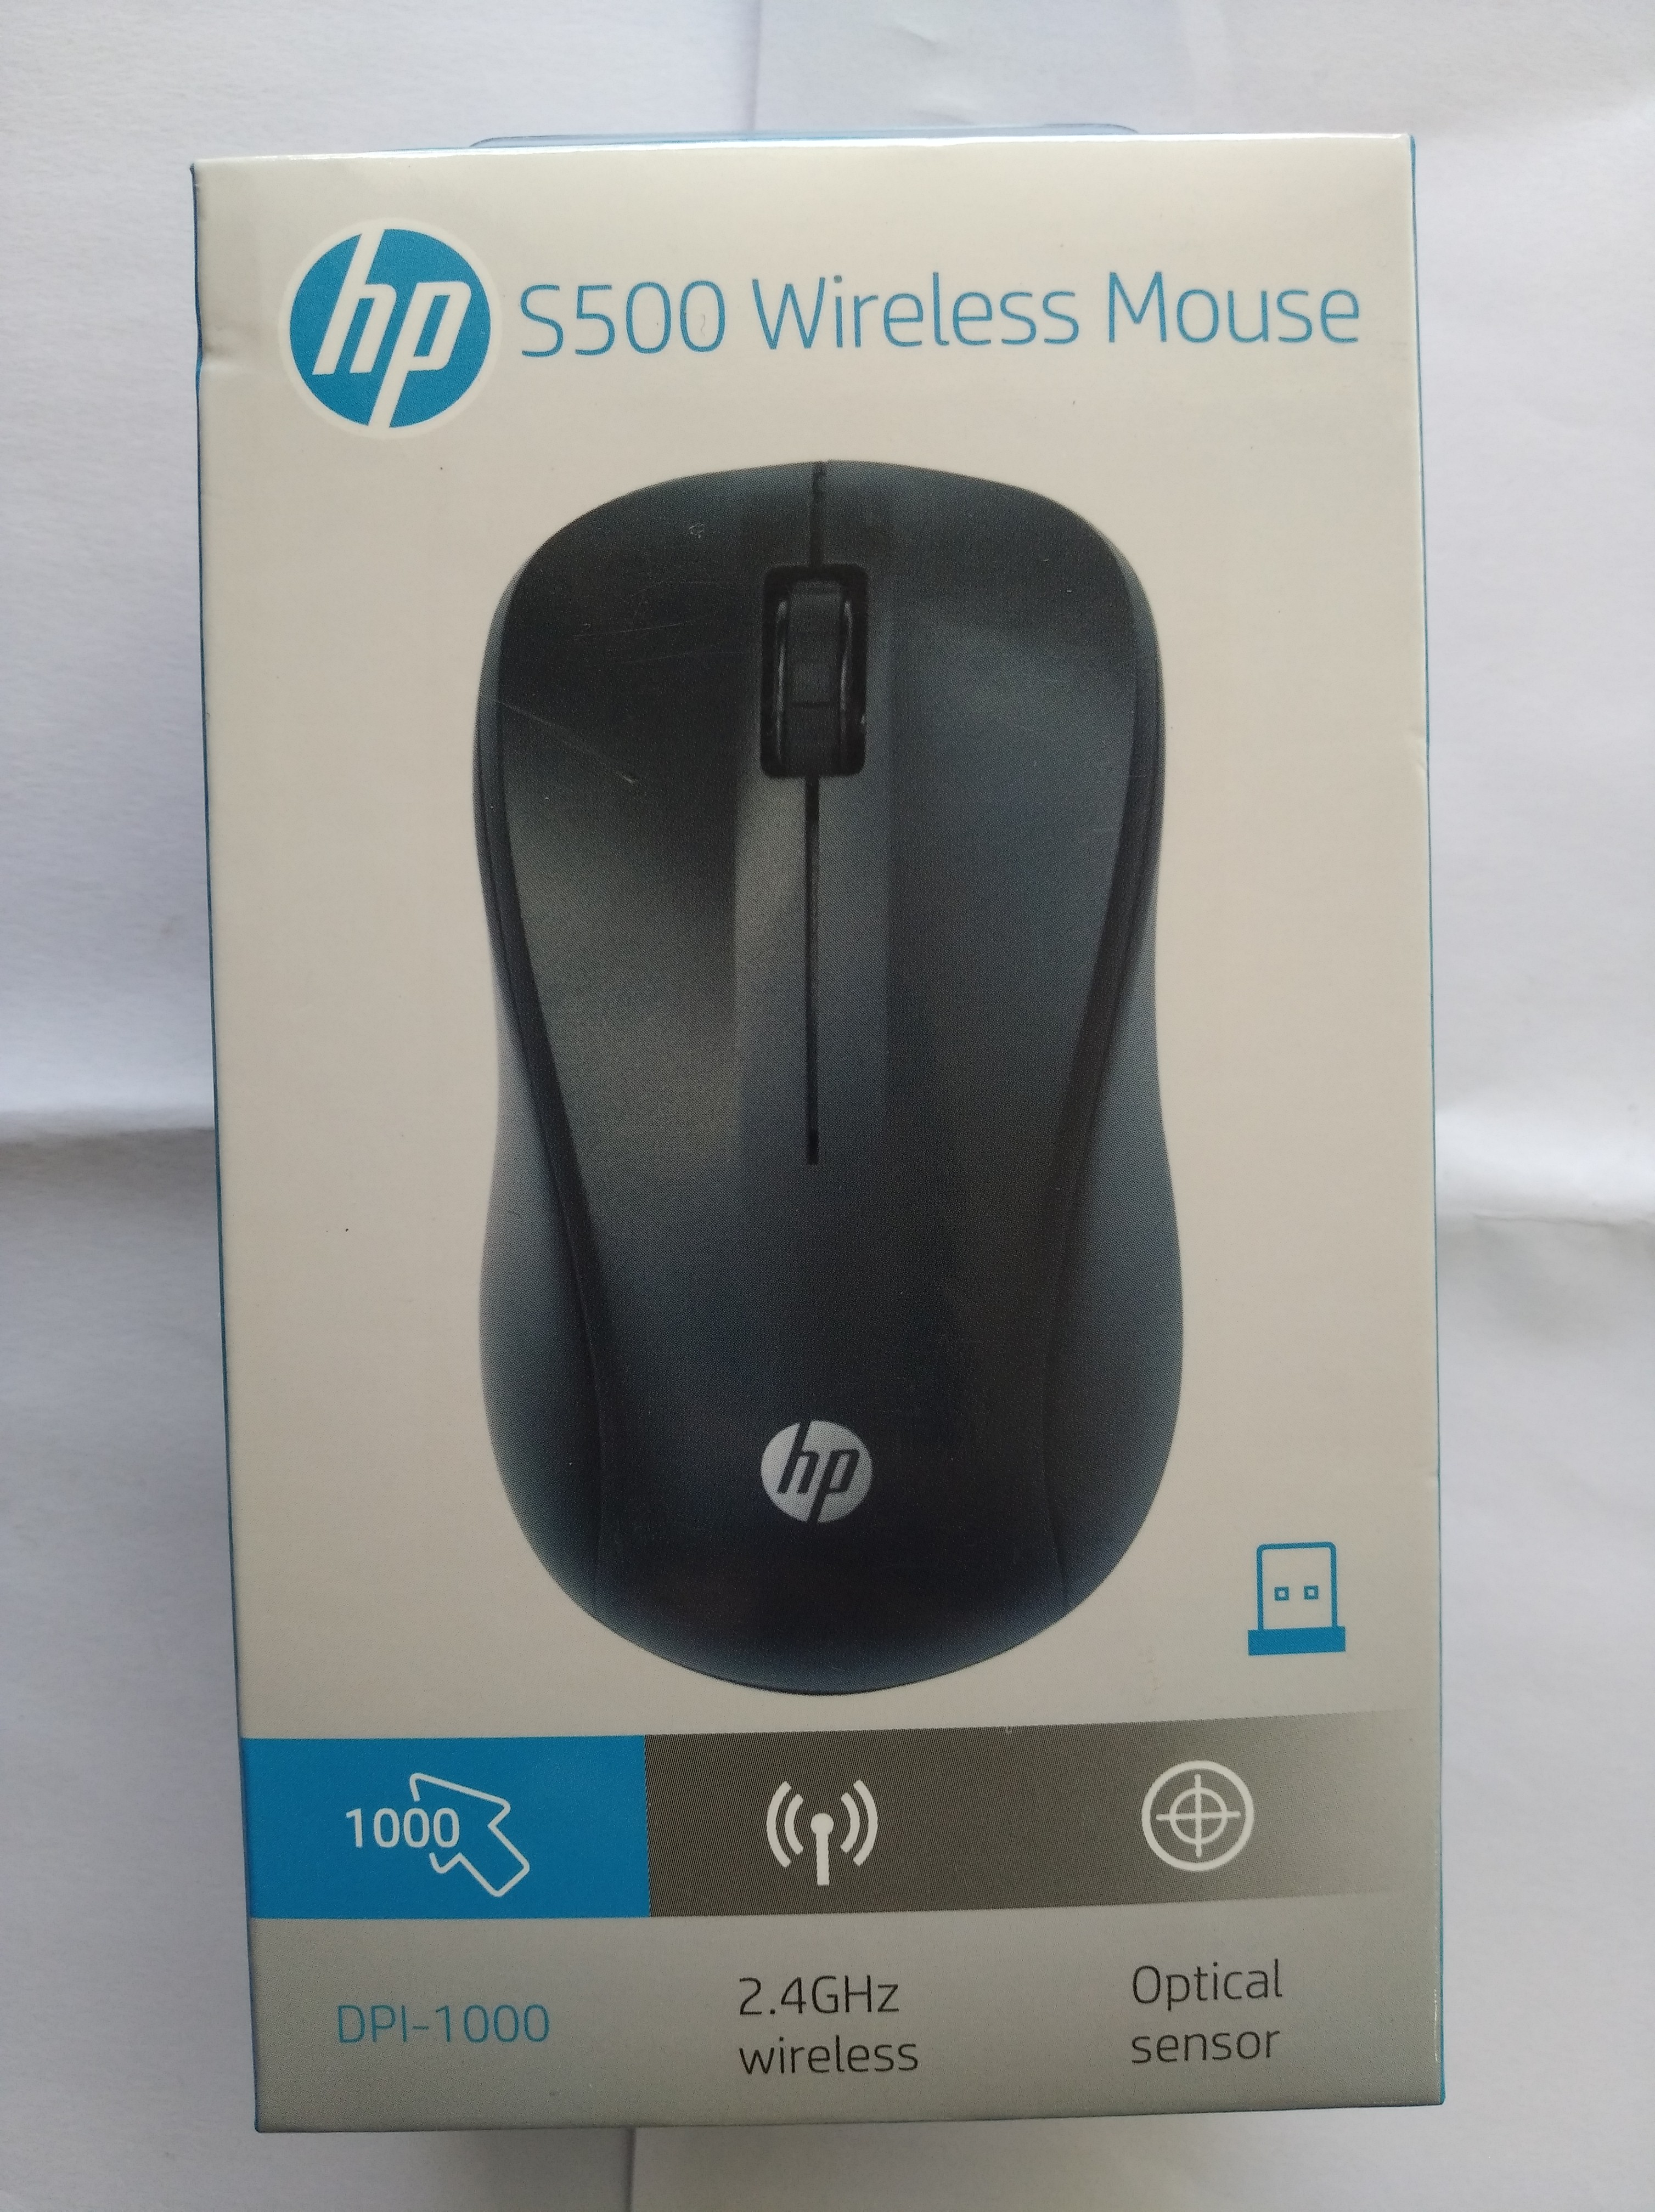 hp S500 Wireless Mouse
hp
1000
DPI-1000
2.4GHz
wireless
Optical
sensor